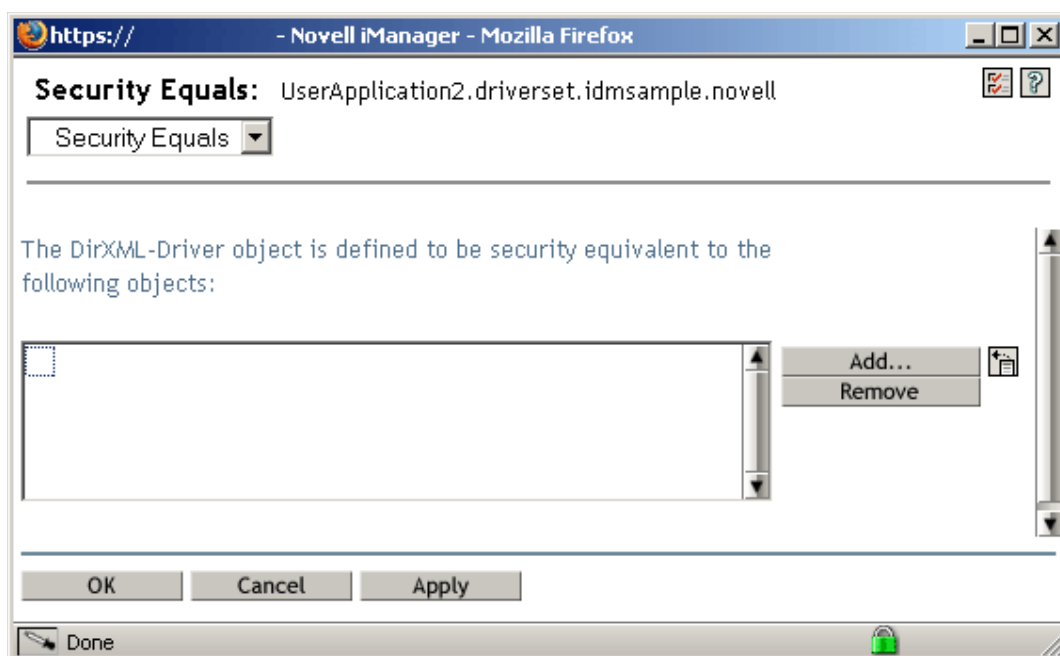 https:// - Novell iManager - Mozilla Firefox
Security Equals: UserApplication2.driverset.idmsample.novell
?
Security Equals
The DirXML-Driver object is defined to be security equivalent to the
following objects:
Add...
Remove
OK Cancel Apply
Done